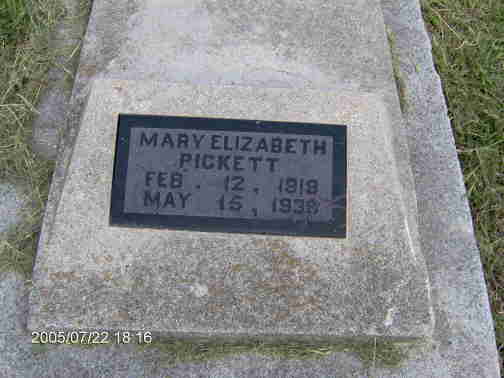 MARY ELIZABETH
PICKETT
FEB. 12, 1919
MAY 15, 1938
2005/07/22 18:16